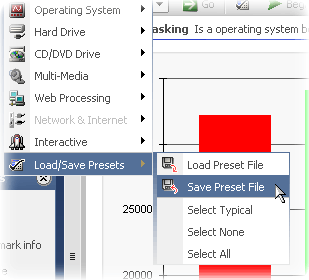 Operating System
Go
Hard Drive
asking Is a operating system b
CD/DVD Drive
Multi-Media
Web Processing
Network & Internet
Interactive
Load/Save Presets
Load Preset File
Save Preset File
Select Typical
25000
Select None
mark info
Select All
20000